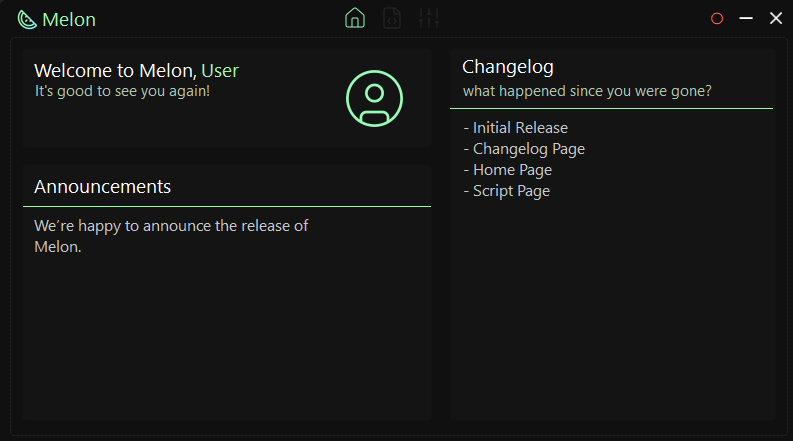 Melon
Welcome to Melon, User
It's good to see you again!
Announcements
We're happy to announce the release of
Melon.
Changelog
what happened since you were gone?
- Initial Release
- Changelog Page
- Home Page
- Script Page